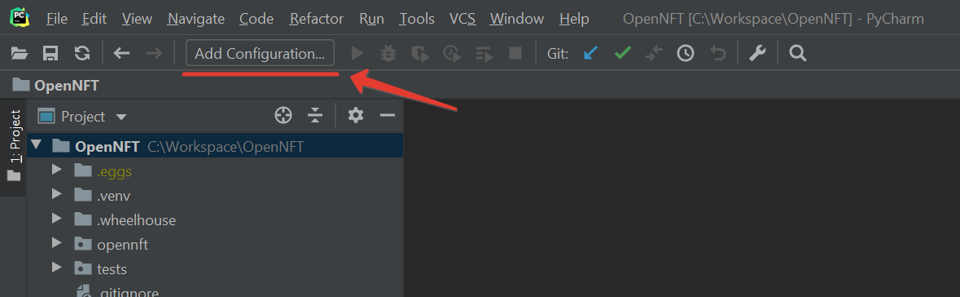 PC File Edit View Navigate Code Refactor Run Tools VCS Window Help OpenNFT [C:\Workspace\OpenNFT] - PyCharm
Add Configuration... Git:
OpenNFT
1: Project
Project
OpenNFT C:\Workspace\OpenNFT
.eggs
.venv
.wheelhouse
opennft
tests
.gitignore